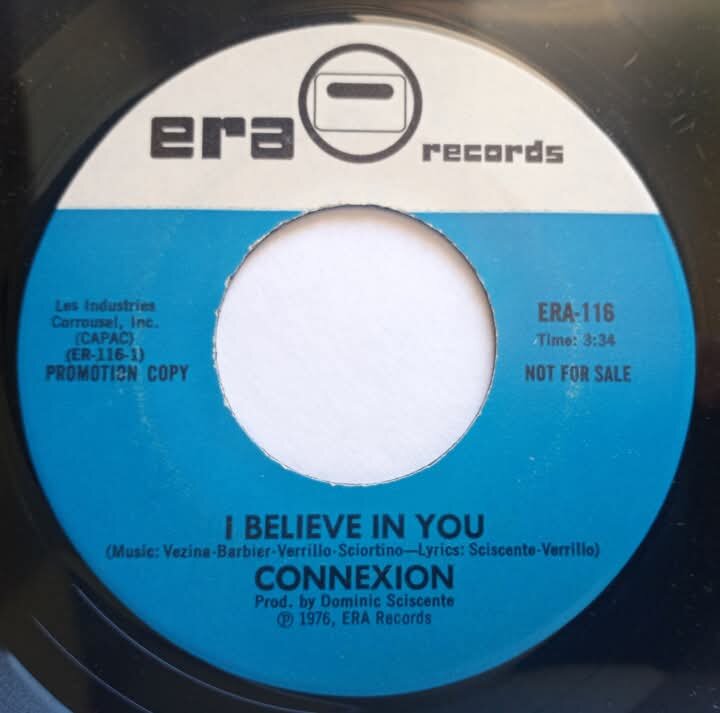 era records
Les Industries
Carrousel, Inc.
(CAPAC)
(ER-116-1)
PROMOTION COPY
ERA-116
Time: 3:34
NOT FOR SALE
I BELIEVE IN YOU
(Music: Vezina-Barbier-Verrillo-Sciortino—Lyrics: Sciscente-Verrillo)
CONNEXION
Prod. by Dominic Sciscente
℗ 1976, ERA Records